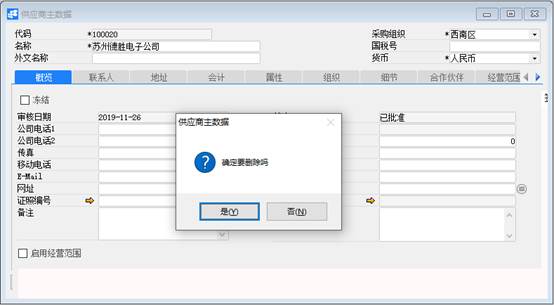 供应商主数据
代码 *100020 采购组织 *西南区
名称 *苏州德胜电子公司 国税号
外文名称 货币 *人民币
概览 联系人 地址 会计 属性 组织 细节 合作伙伴 经营范围
冻结
审核日期 2019-11-26 已批准
公司电话1
公司电话2 0
传真
移动电话
E-Mail
网址
证照编号
备注
启用经营范围
供应商主数据
确定要删除吗
是(Y) 否(N)